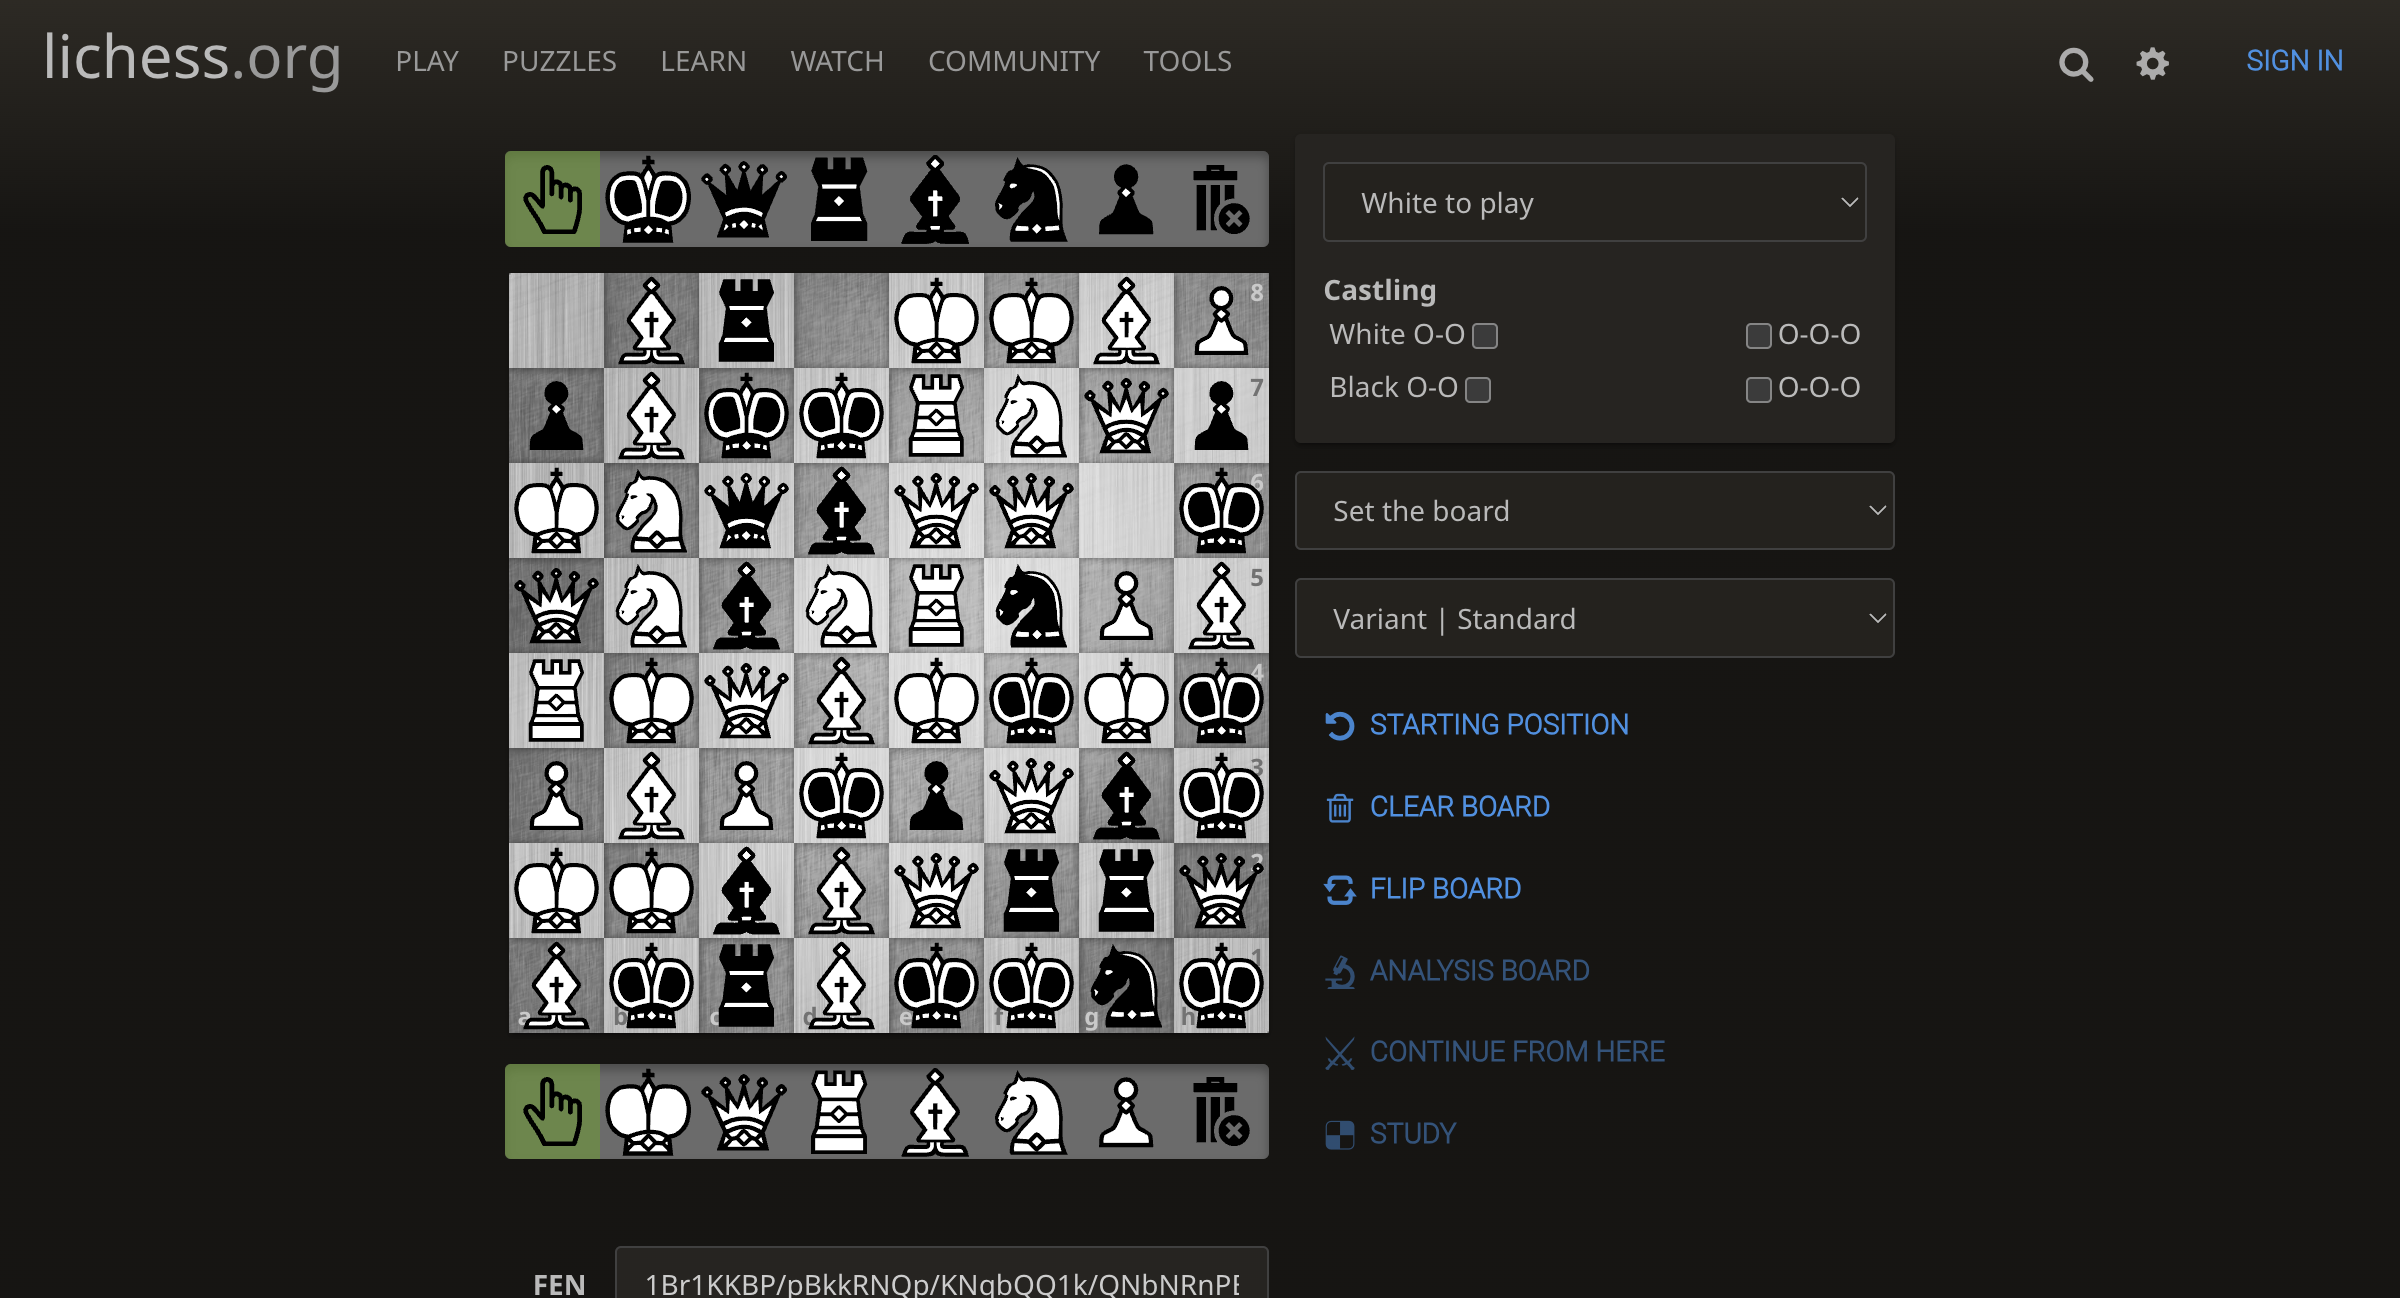 lichess.org PLAY PUZZLES LEARN WATCH COMMUNITY TOOLS SIGN IN
White to play
Castling
White O-O O-O-O
Black O-O O-O-O
Set the board
Variant | Standard
STARTING POSITION
CLEAR BOARD
FLIP BOARD
ANALYSIS BOARD
CONTINUE FROM HERE
STUDY
8
7
6
5
4
3
2
1
a b c d e f g h
FEN 1Br1KKBP/pBkkRNQp/KNqbQQ1k/QNbNRnP